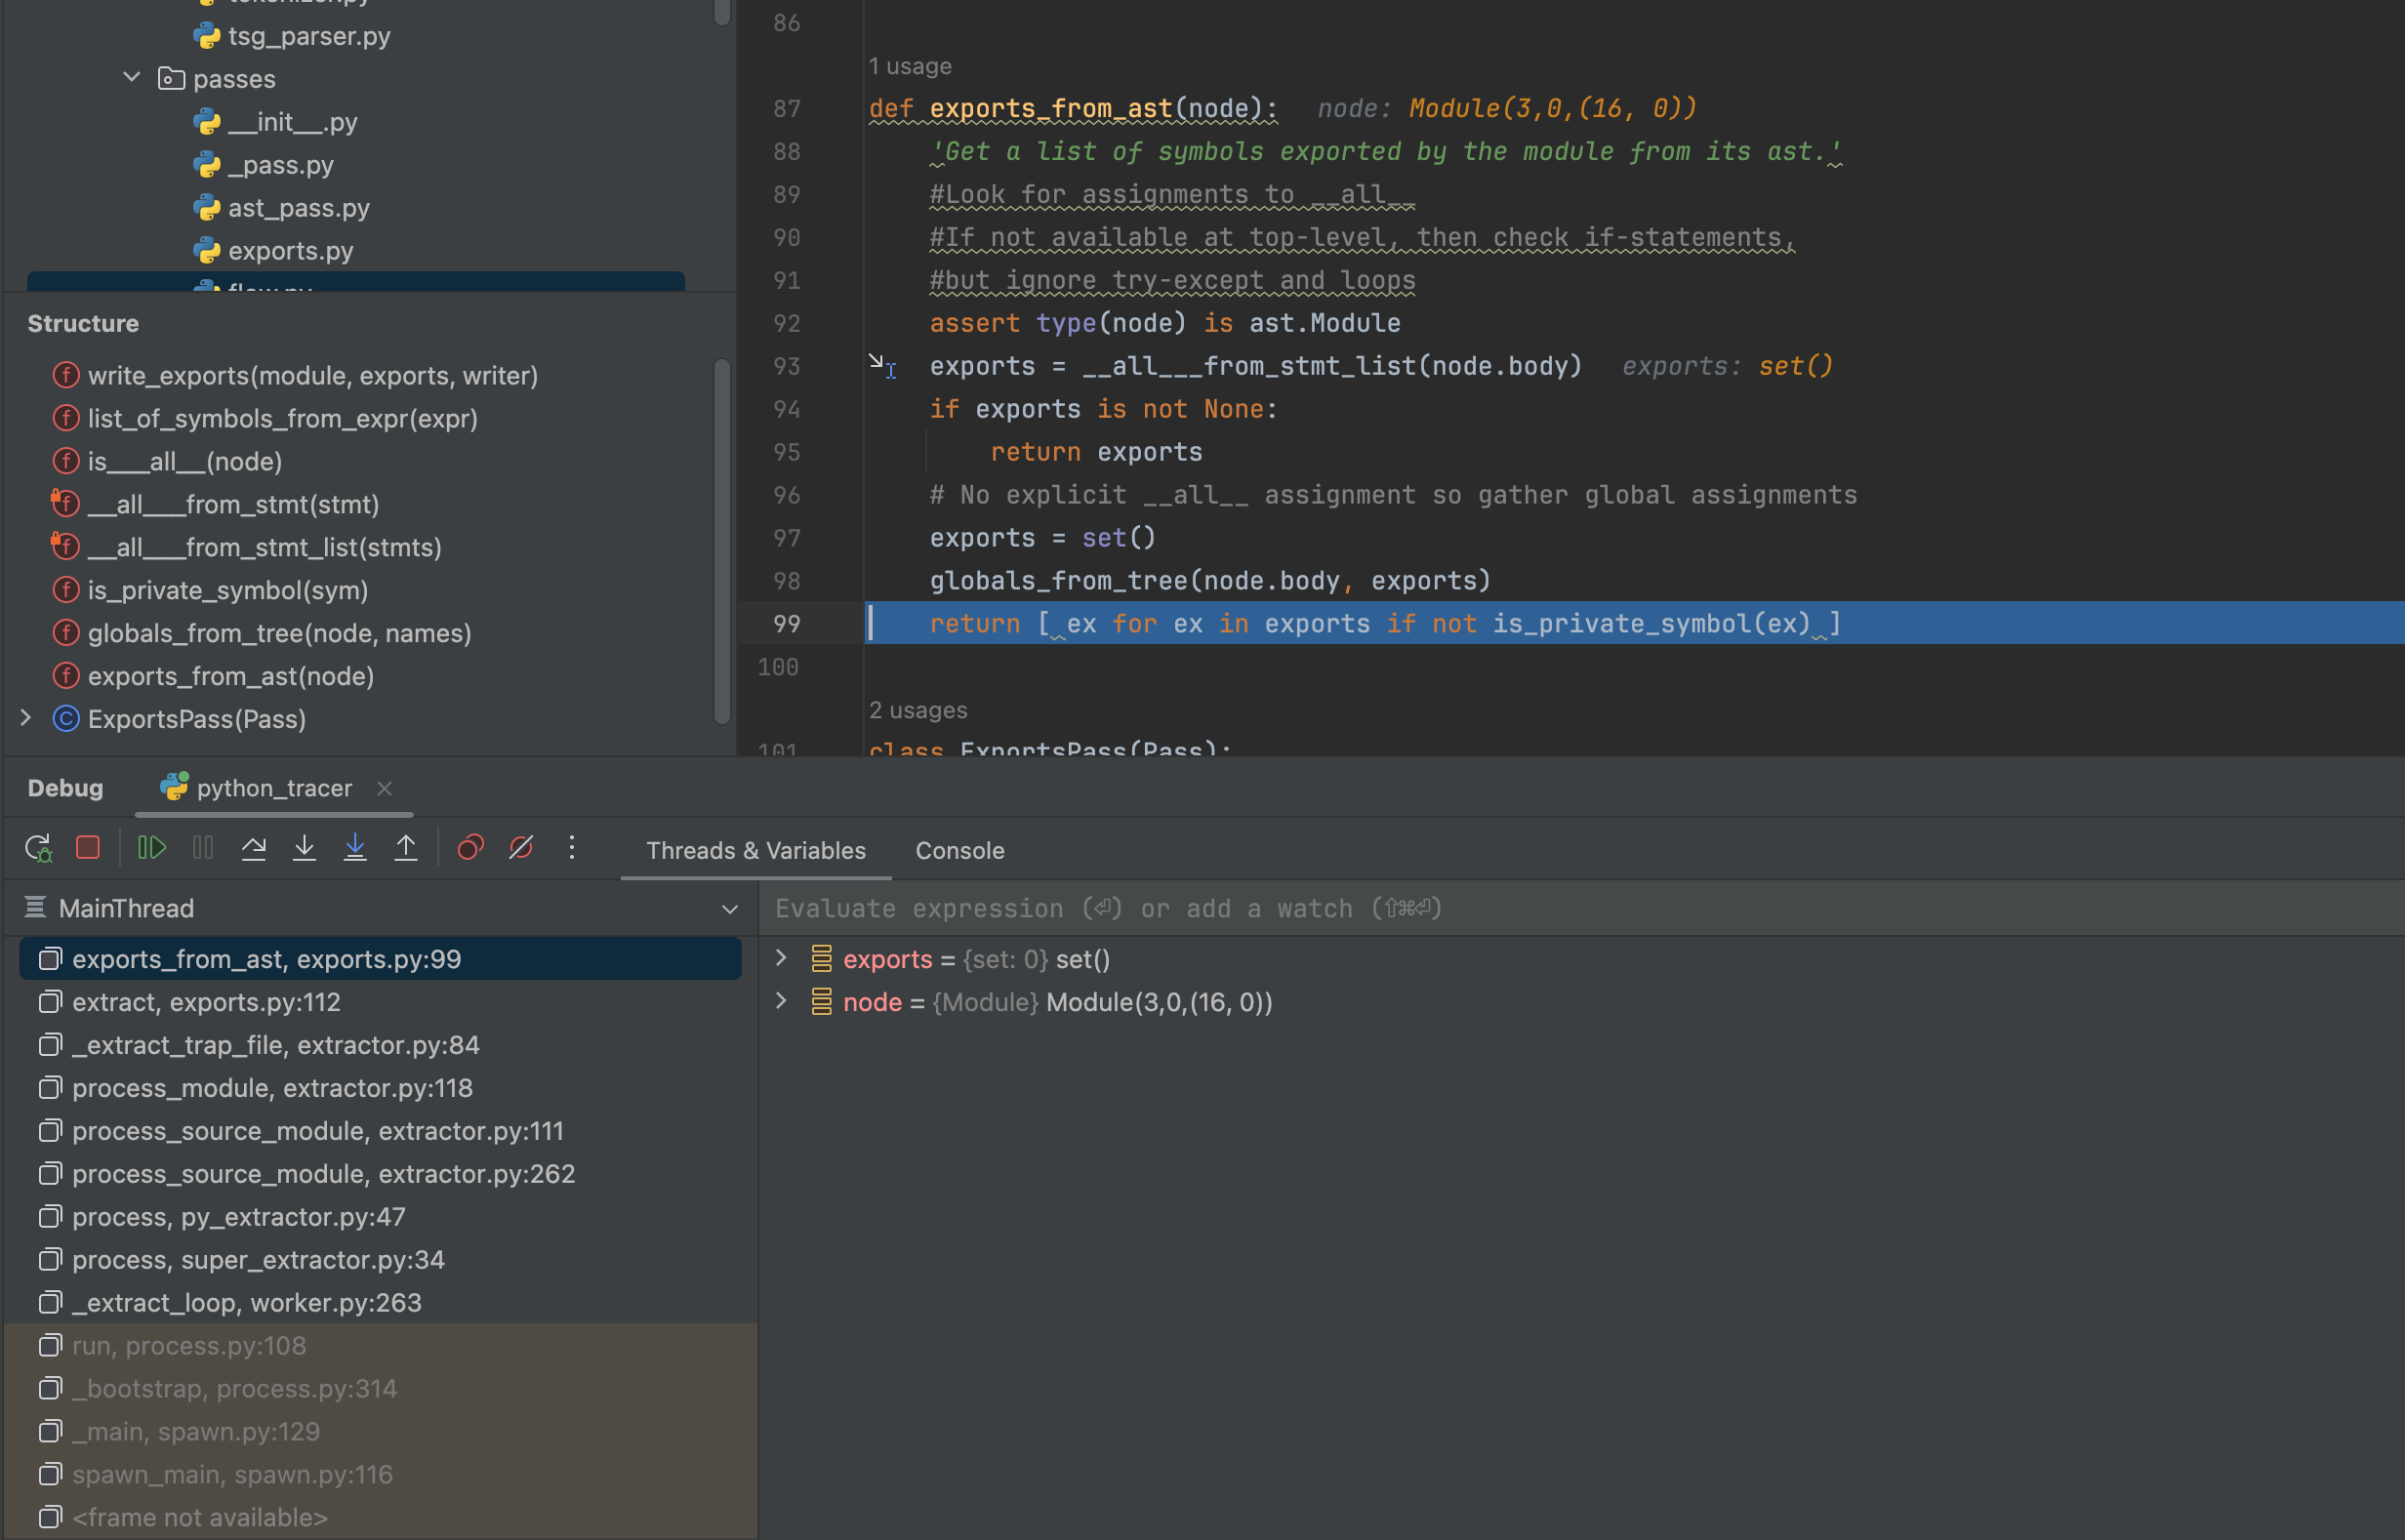 tokenizer.py
tsg_parser.py
passes
__init__.py
_pass.py
ast_pass.py
exports.py
flow.py
Structure
write_exports(module, exports, writer)
list_of_symbols_from_expr(expr)
is___all__(node)
__all___from_stmt(stmt)
__all___from_stmt_list(stmts)
is_private_symbol(sym)
globals_from_tree(node, names)
exports_from_ast(node)
ExportsPass(Pass)
86
1 usage
87 def exports_from_ast(node): node: Module(3,0,(16, 0))
88 'Get a list of symbols exported by the module from its ast.'
89 #Look for assignments to __all__
90 #If not available at top-level, then check if-statements,
91 #but ignore try-except and loops
92 assert type(node) is ast.Module
93 exports = __all___from_stmt_list(node.body) exports: set()
94 if exports is not None:
95 return exports
96 # No explicit __all__ assignment so gather global assignments
97 exports = set()
98 globals_from_tree(node.body, exports)
99 return [ ex for ex in exports if not is_private_symbol(ex) ]
100
2 usages
101 class ExportsPass(Pass):
Debug python_tracer
Threads & Variables Console
MainThread
exports_from_ast, exports.py:99
extract, exports.py:112
_extract_trap_file, extractor.py:84
process_module, extractor.py:118
process_source_module, extractor.py:111
process_source_module, extractor.py:262
process, py_extractor.py:47
process, super_extractor.py:34
_extract_loop, worker.py:263
run, process.py:108
_bootstrap, process.py:314
_main, spawn.py:129
spawn_main, spawn.py:116
<frame not available>
Evaluate expression (⏎) or add a watch (⇧⌘⏎)
exports = {set: 0} set()
node = {Module} Module(3,0,(16, 0))